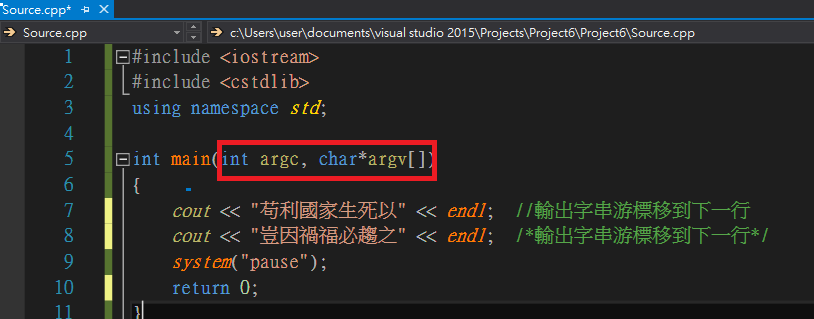 Source.cpp*
Source.cpp c:\Users\user\documents\visual studio 2015\Projects\Project6\Project6\Source.cpp
1 #include <iostream>
2 #include <cstdlib>
3 using namespace std;
4
5 int main(int argc, char*argv[])
6 {
7 cout << "苟利國家生死以" << endl; //輸出字串游標移到下一行
8 cout << "豈因禍福必趨之" << endl; /*輸出字串游標移到下一行*/
9 system("pause");
10 return 0;
11 }